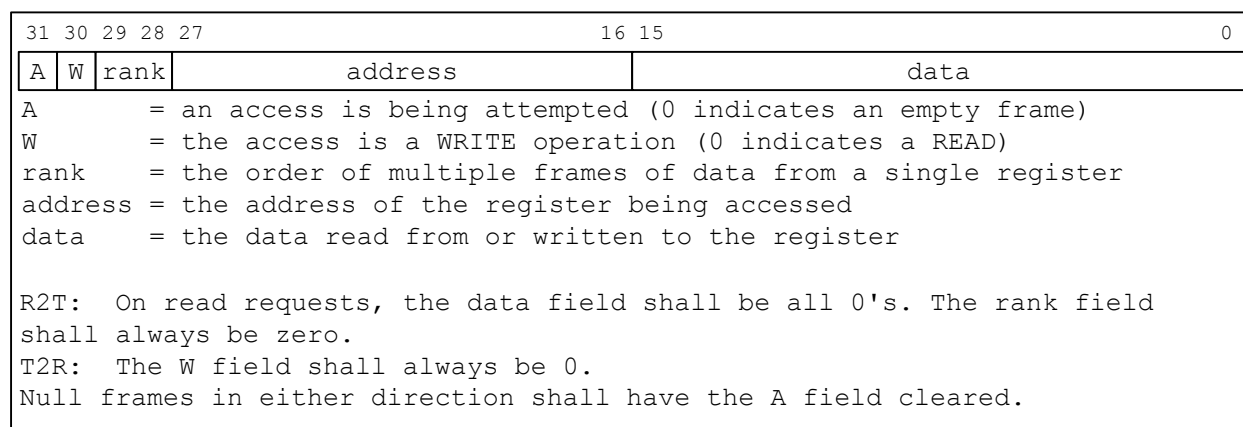 31 30 29 28 27 16 15 0
A W rank address data
A = an access is being attempted (0 indicates an empty frame)
W = the access is a WRITE operation (0 indicates a READ)
rank = the order of multiple frames of data from a single register
address = the address of the register being accessed
data = the data read from or written to the register
R2T: On read requests, the data field shall be all 0's. The rank field
shall always be zero.
T2R: The W field shall always be 0.
Null frames in either direction shall have the A field cleared.